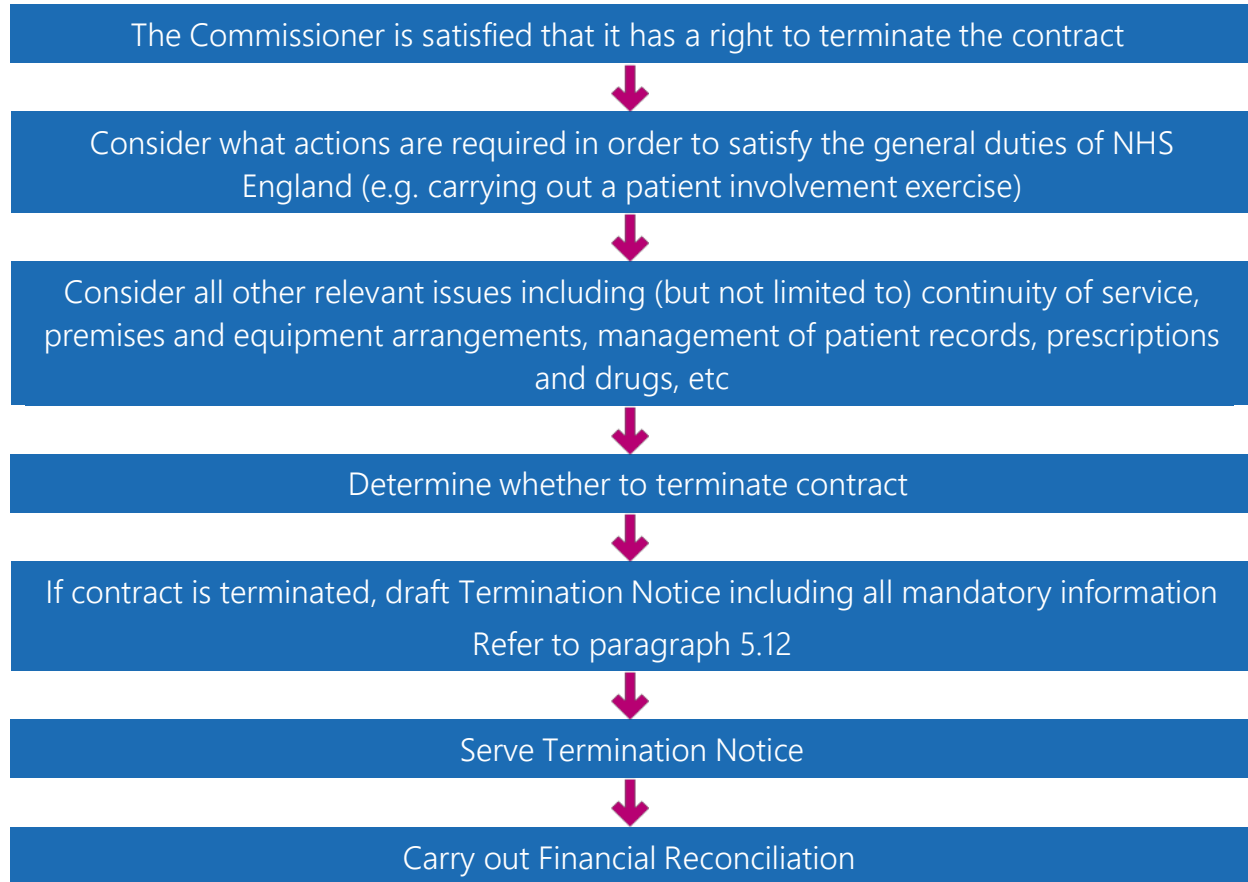 The Commissioner is satisfied that it has a right to terminate the contract
Consider what actions are required in order to satisfy the general duties of NHS
England (e.g. carrying out a patient involvement exercise)
Consider all other relevant issues including (but not limited to) continuity of service,
premises and equipment arrangements, management of patient records, prescriptions
and drugs, etc
Determine whether to terminate contract
If contract is terminated, draft Termination Notice including all mandatory information
Refer to paragraph 5.12
Serve Termination Notice
Carry out Financial Reconciliation